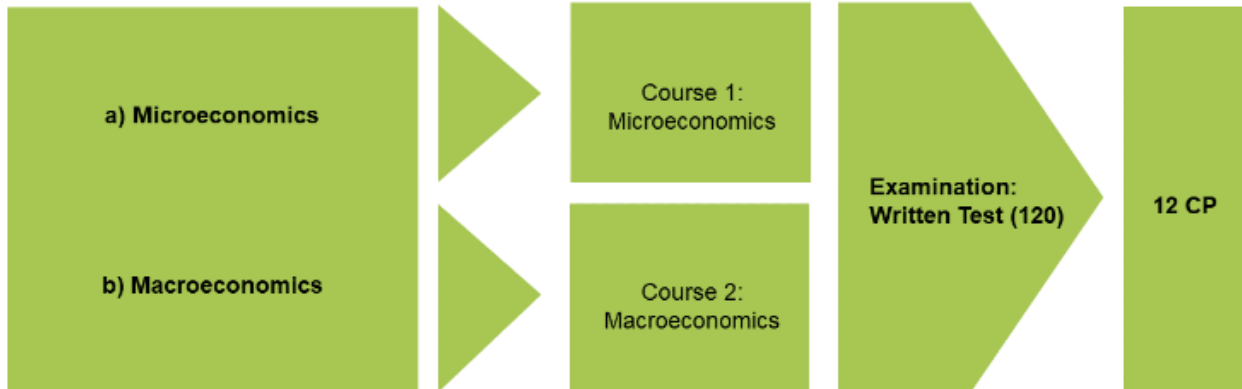 a) Microeconomics
b) Macroeconomics
Course 1:
Microeconomics
Course 2:
Macroeconomics
Examination:
Written Test (120)
12 CP